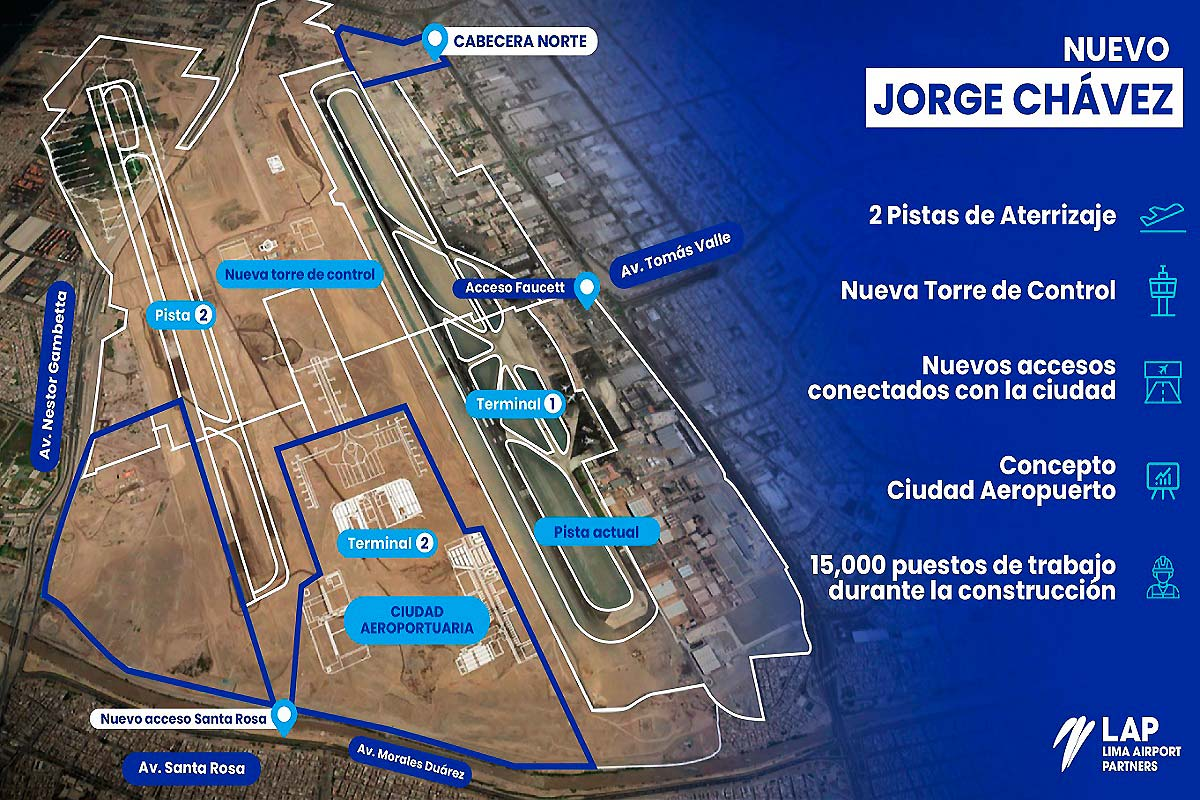 CABECERA NORTE
NUEVO
JORGE CHÁVEZ
2 Pistas de Aterrizaje
Nueva Torre de Control
Nuevos accesos
conectados con la ciudad
Concepto
Ciudad Aeropuerto
15,000 puestos de trabajo
durante la construcción
Av. Tomás Valle
Nueva torre de control
Acceso Faucett
Pista 2
Av. Nestor Gambetta
Terminal 1
Pista actual
Terminal 2
CIUDAD
AEROPORTUARIA
Nuevo acceso Santa Rosa
Av. Santa Rosa
Av. Morales Duárez
LAP
LIMA AIRPORT
PARTNERS